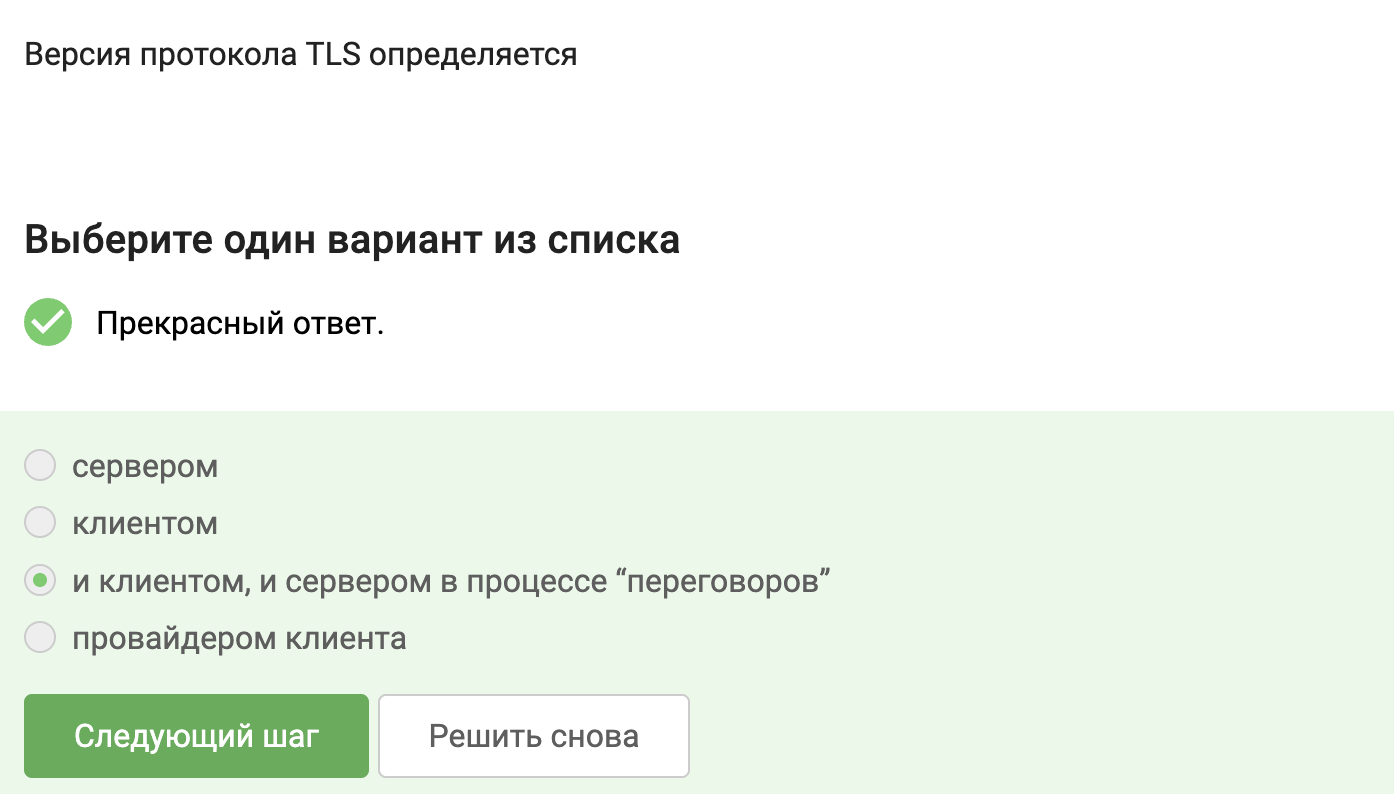 Версия протокола TLS определяется
Выберите один вариант из списка
Прекрасный ответ.
сервером
клиентом
и клиентом, и сервером в процессе “переговоров”
провайдером клиента
Следующий шаг
Решить снова